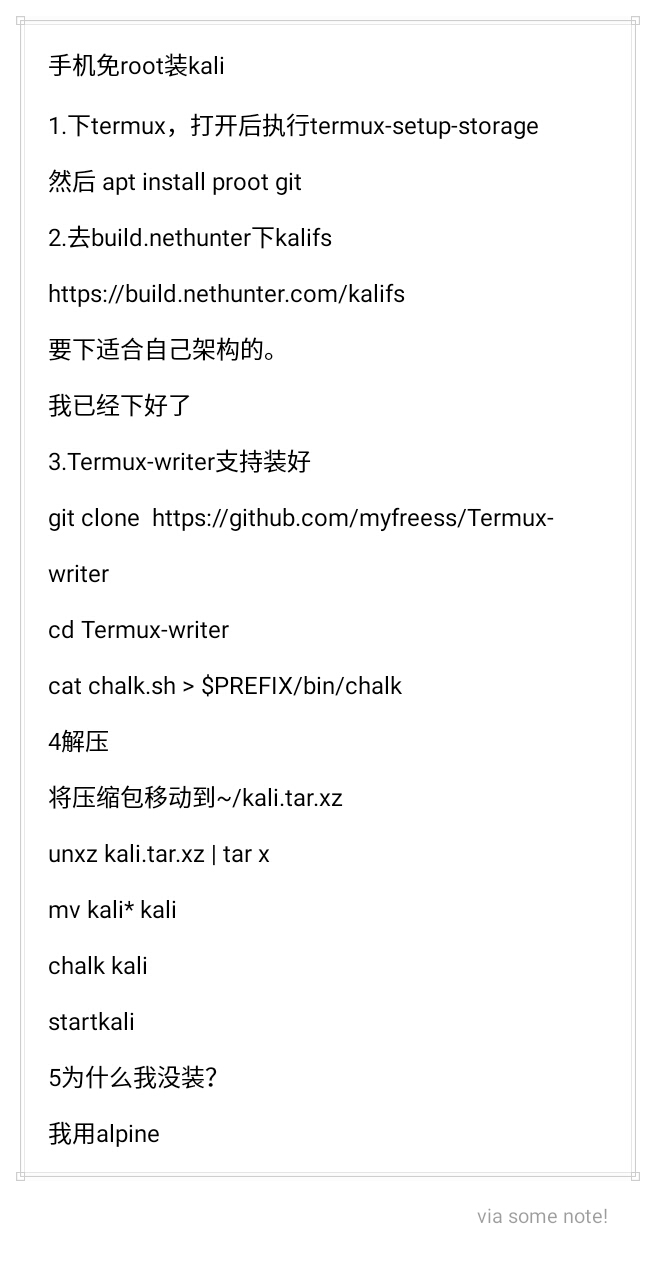 手机免root装kali
1.下termux，打开后执行termux-setup-storage
然后 apt install proot git
2.去build.nethunter下kalifs
https://build.nethunter.com/kalifs
要下适合自己架构的。
我已经下好了
3.Termux-writer支持装好
git clone  https://github.com/myfreess/Termux-
writer
cd Termux-writer
cat chalk.sh > $PREFIX/bin/chalk
4解压
将压缩包移动到~/kali.tar.xz
unxz kali.tar.xz | tar x
mv kali* kali
chalk kali
startkali
5为什么我没装？
我用alpine
via some note!